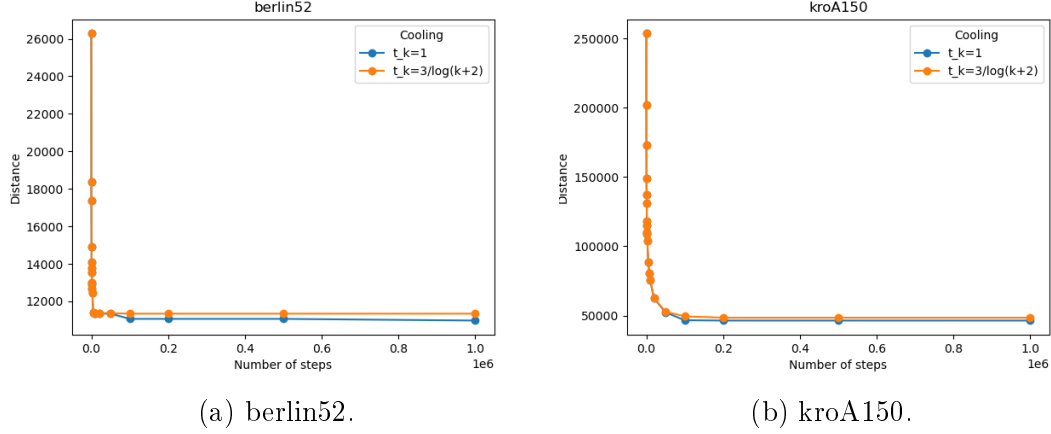 berlin52
26000
24000
22000
20000
18000
16000
14000
12000
Distance
Cooling
t_k=1
t_k=3/log(k+2)
0.0
0.2
0.4
0.6
0.8
1.0
1e6
Number of steps
(a) berlin52.
kroA150
250000
200000
150000
100000
50000
Distance
Cooling
t_k=1
t_k=3/log(k+2)
0.0
0.2
0.4
0.6
0.8
1.0
1e6
Number of steps
(b) kroA150.